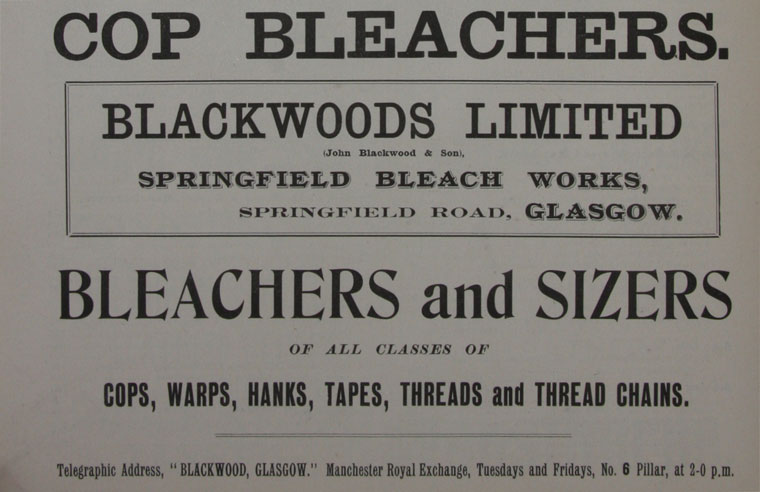 COP BLEACHERS.
BLACKWOODS LIMITED
(John Blackwood & Son),
SPRINGFIELD BLEACH WORKS,
SPRINGFIELD ROAD, GLASGOW.
BLEACHERS and SIZERS
OF ALL CLASSES OF
COPS, WARPS, HANKS, TAPES, THREADS and THREAD CHAINS.
Telegraphic Address, "BLACKWOOD, GLASGOW." Manchester Royal Exchange, Tuesdays and Fridays, No. 6 Pillar, at 2-0 p.m.